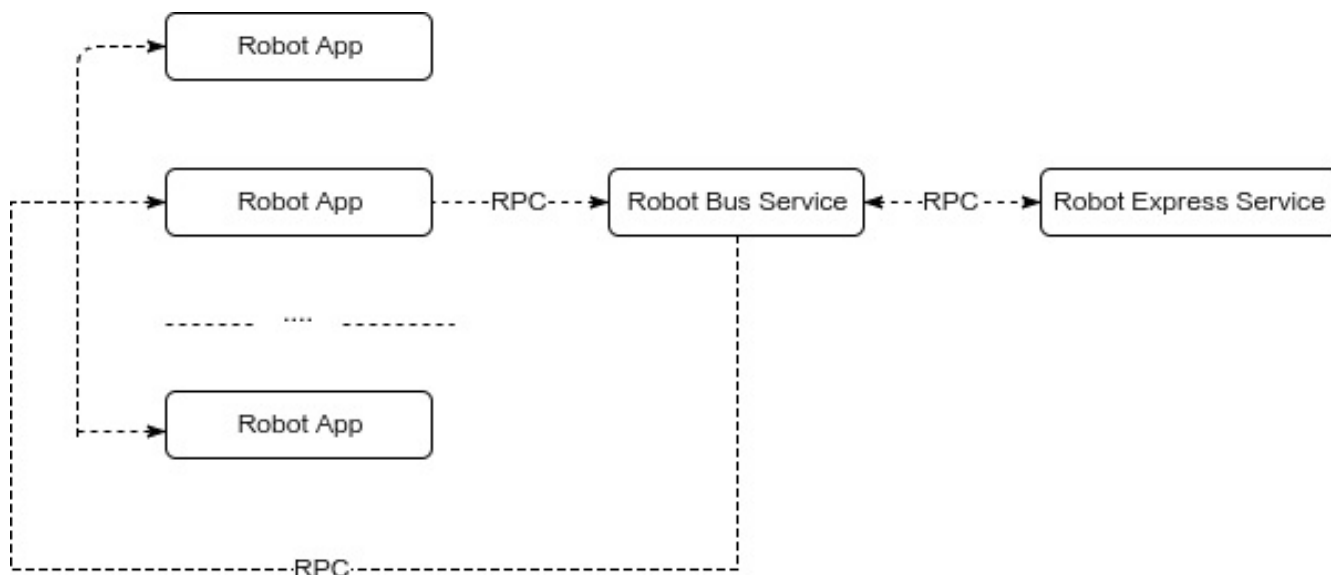 Robot App
Robot App
RPC
Robot Bus Service
RPC
Robot Express Service
....
Robot App
RPC